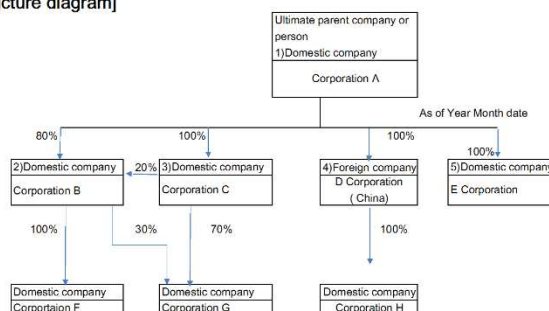 cture diagram]
Ultimate parent company or
person
1)Domestic company
Corporation A
As of Year Month date
80%
100%
100%
100%
2)Domestic company
20%
3)Domestic company
4)Foreign company
5)Domestic company
Corporation B
Corporation C
D Corporation
( China)
E Corporation
100%
30%
70%
100%
Domestic company
Domestic company
Domestic company
Corportaion F
Corporation G
Corporation H